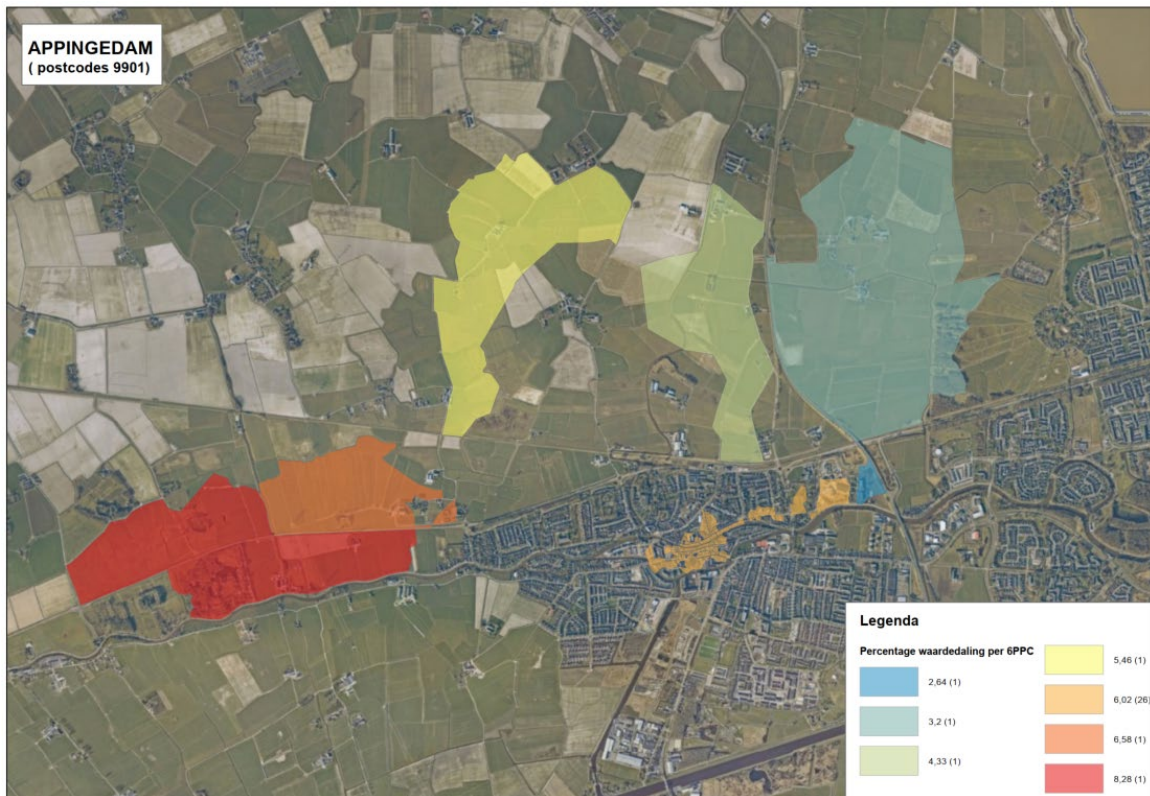 APPINGEDAM
( postcodes 9901)
Legenda
Percentage waardedaling per 6PPC
2,64 (1)
3,2 (1)
4,33 (1)
5,46 (1)
6,02 (26)
6,58 (1)
8,28 (1)